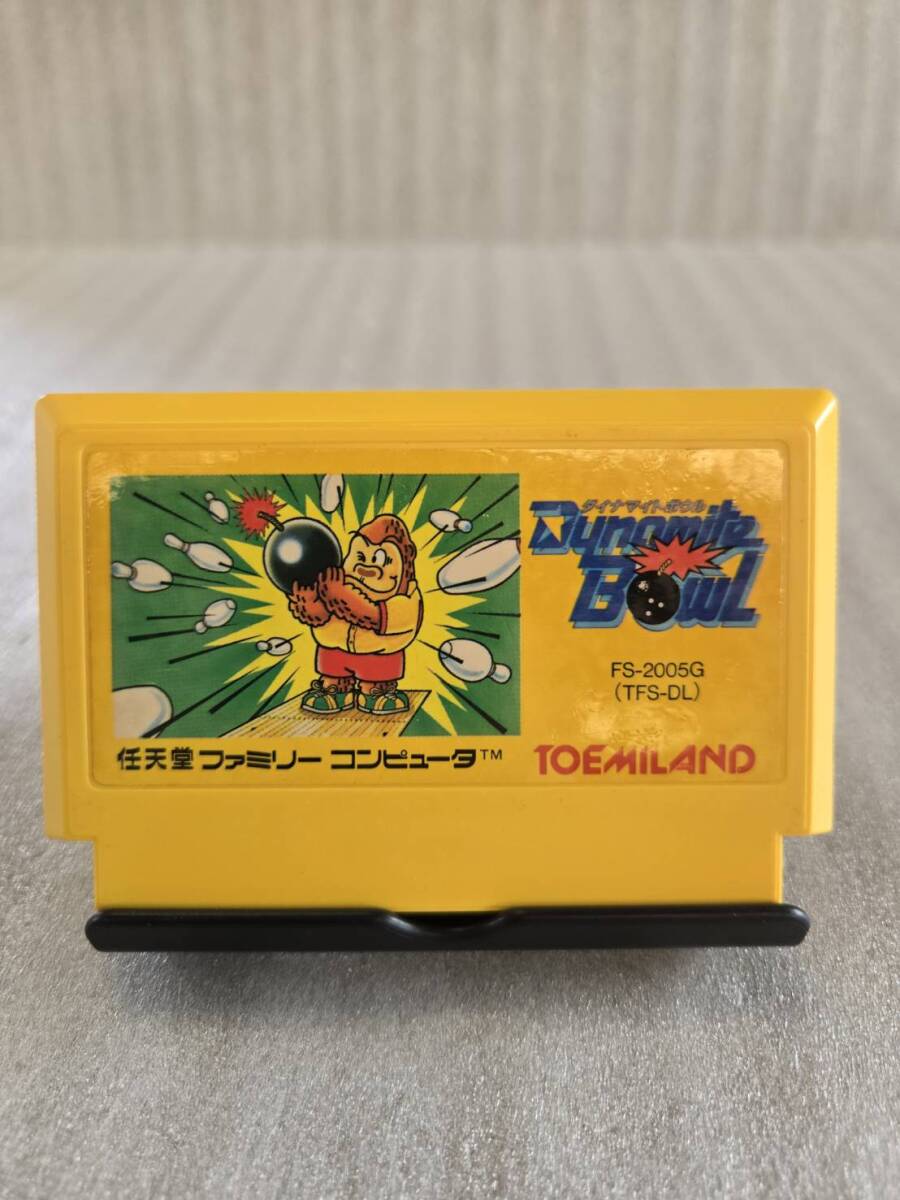 ダイナマイトボウル
Dynamite
Bowl
FS-2005G
(TFS-DL)
任天堂 ファミリー コンピュータ™
TOEMILAND